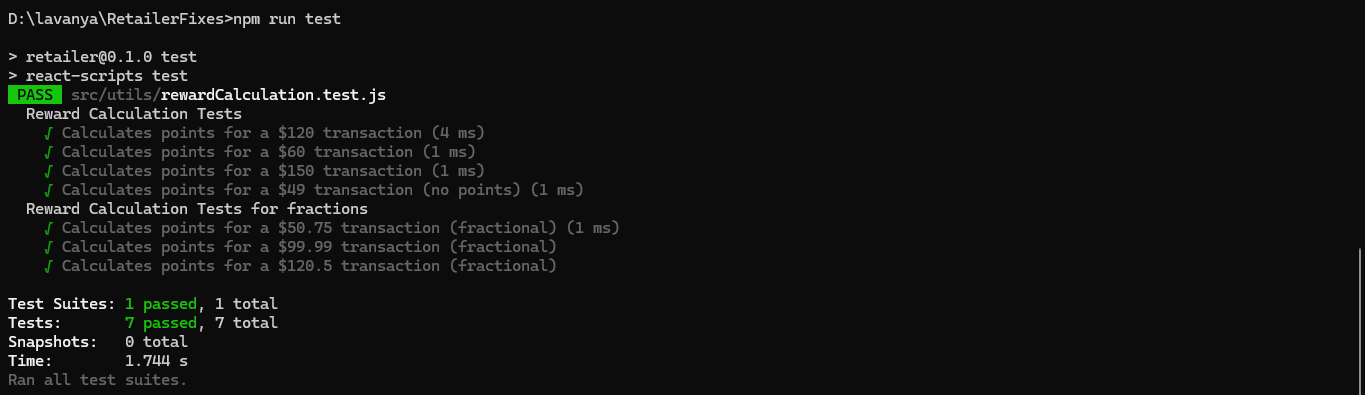 D:\lavanya\RetailerFixes>npm run test
> retailer@0.1.0 test
> react-scripts test
PASS src/utils/rewardCalculation.test.js
Reward Calculation Tests
√ Calculates points for a $120 transaction (4 ms)
√ Calculates points for a $60 transaction (1 ms)
√ Calculates points for a $150 transaction (1 ms)
√ Calculates points for a $49 transaction (no points) (1 ms)
Reward Calculation Tests for fractions
√ Calculates points for a $50.75 transaction (fractional) (1 ms)
√ Calculates points for a $99.99 transaction (fractional)
√ Calculates points for a $120.5 transaction (fractional)
Test Suites: 1 passed, 1 total
Tests: 7 passed, 7 total
Snapshots: 0 total
Time: 1.744 s
Ran all test suites.